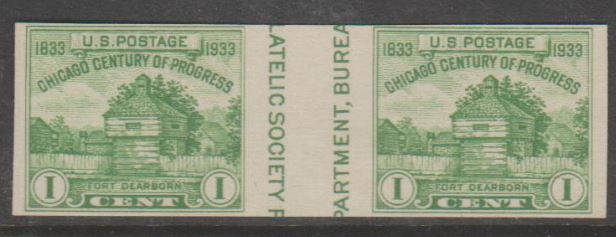 U.S. POSTAGE
1833 1933
CHICAGO CENTURY OF PROGRESS
FORT DEARBORN
1 CENT 1
LATELIC SOCIETY
PARTMENT, BUREA
U.S. POSTAGE
1833 1933
CHICAGO CENTURY OF PROGRESS
FORT DEARBORN
1 CENT 1